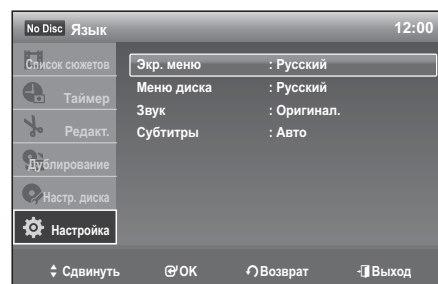 No Disc Язык 12:00
Список сюжетов
Таймер
Редакт.
Дублирование
Настр. диска
Настройка
Экр. меню : Русский
Меню диска : Русский
Звук : Оригинал.
Субтитры : Авто
Сдвинуть OK Возврат Выход